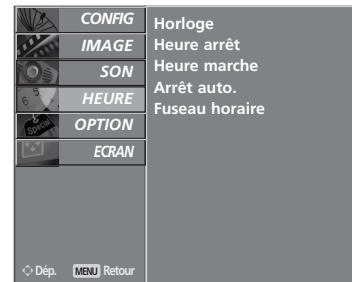 CONFIG
IMAGE
SON
HEURE
OPTION
ECRAN
Dép. MENU Retour
Horloge
Heure arrêt
Heure marche
Arrêt auto.
Fuseau horaire